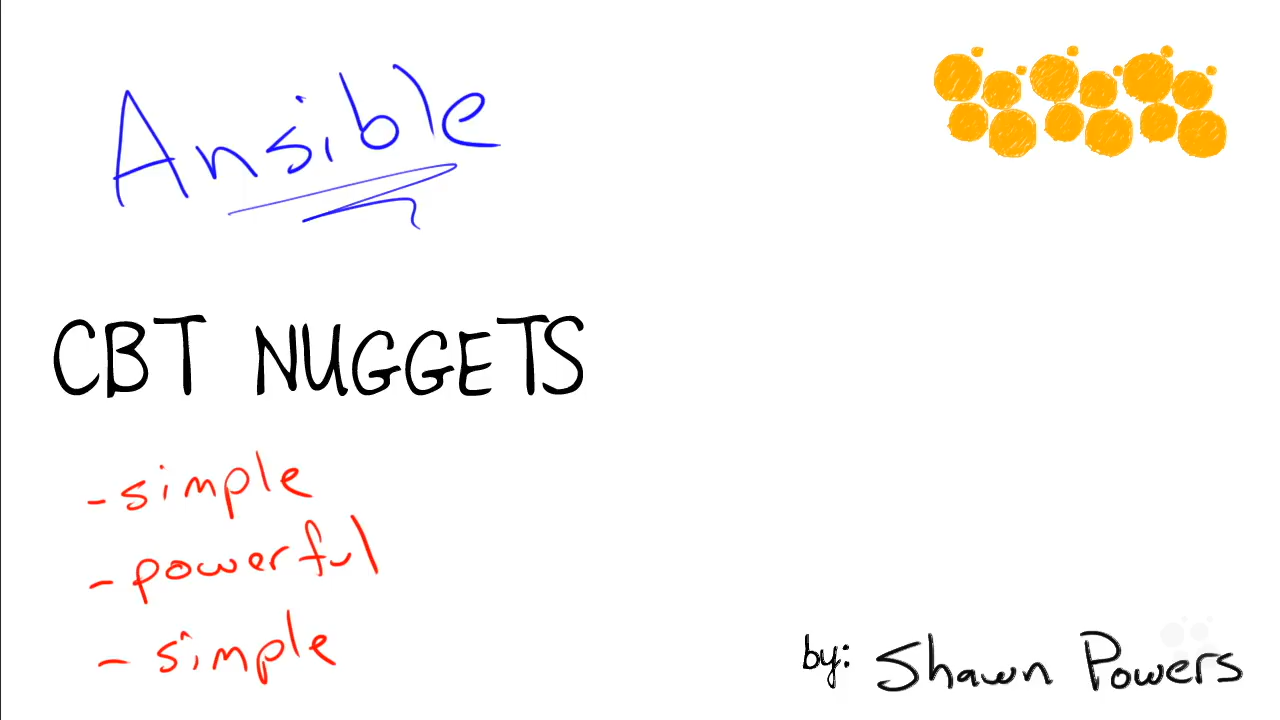 Ansible
CBT NUGGETS
- simple
- powerful
- simple
by: Shawn Powers